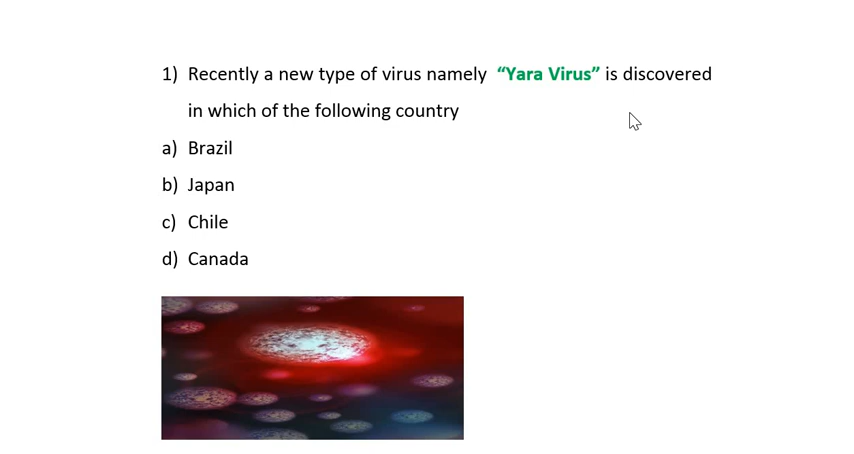 1) Recently a new type of virus namely “Yara Virus” is discovered
in which of the following country
a) Brazil
b) Japan
c) Chile
d) Canada